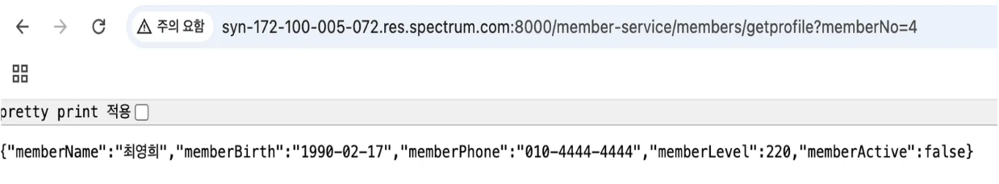 주의 요함 syn-172-100-005-072.res.spectrum.com:8000/member-service/members/getprofile?memberNo=4
pretty print 적용
{"memberName":"최영희","memberBirth":"1990-02-17","memberPhone":"010-4444-4444","memberLevel":220,"memberActive":false}